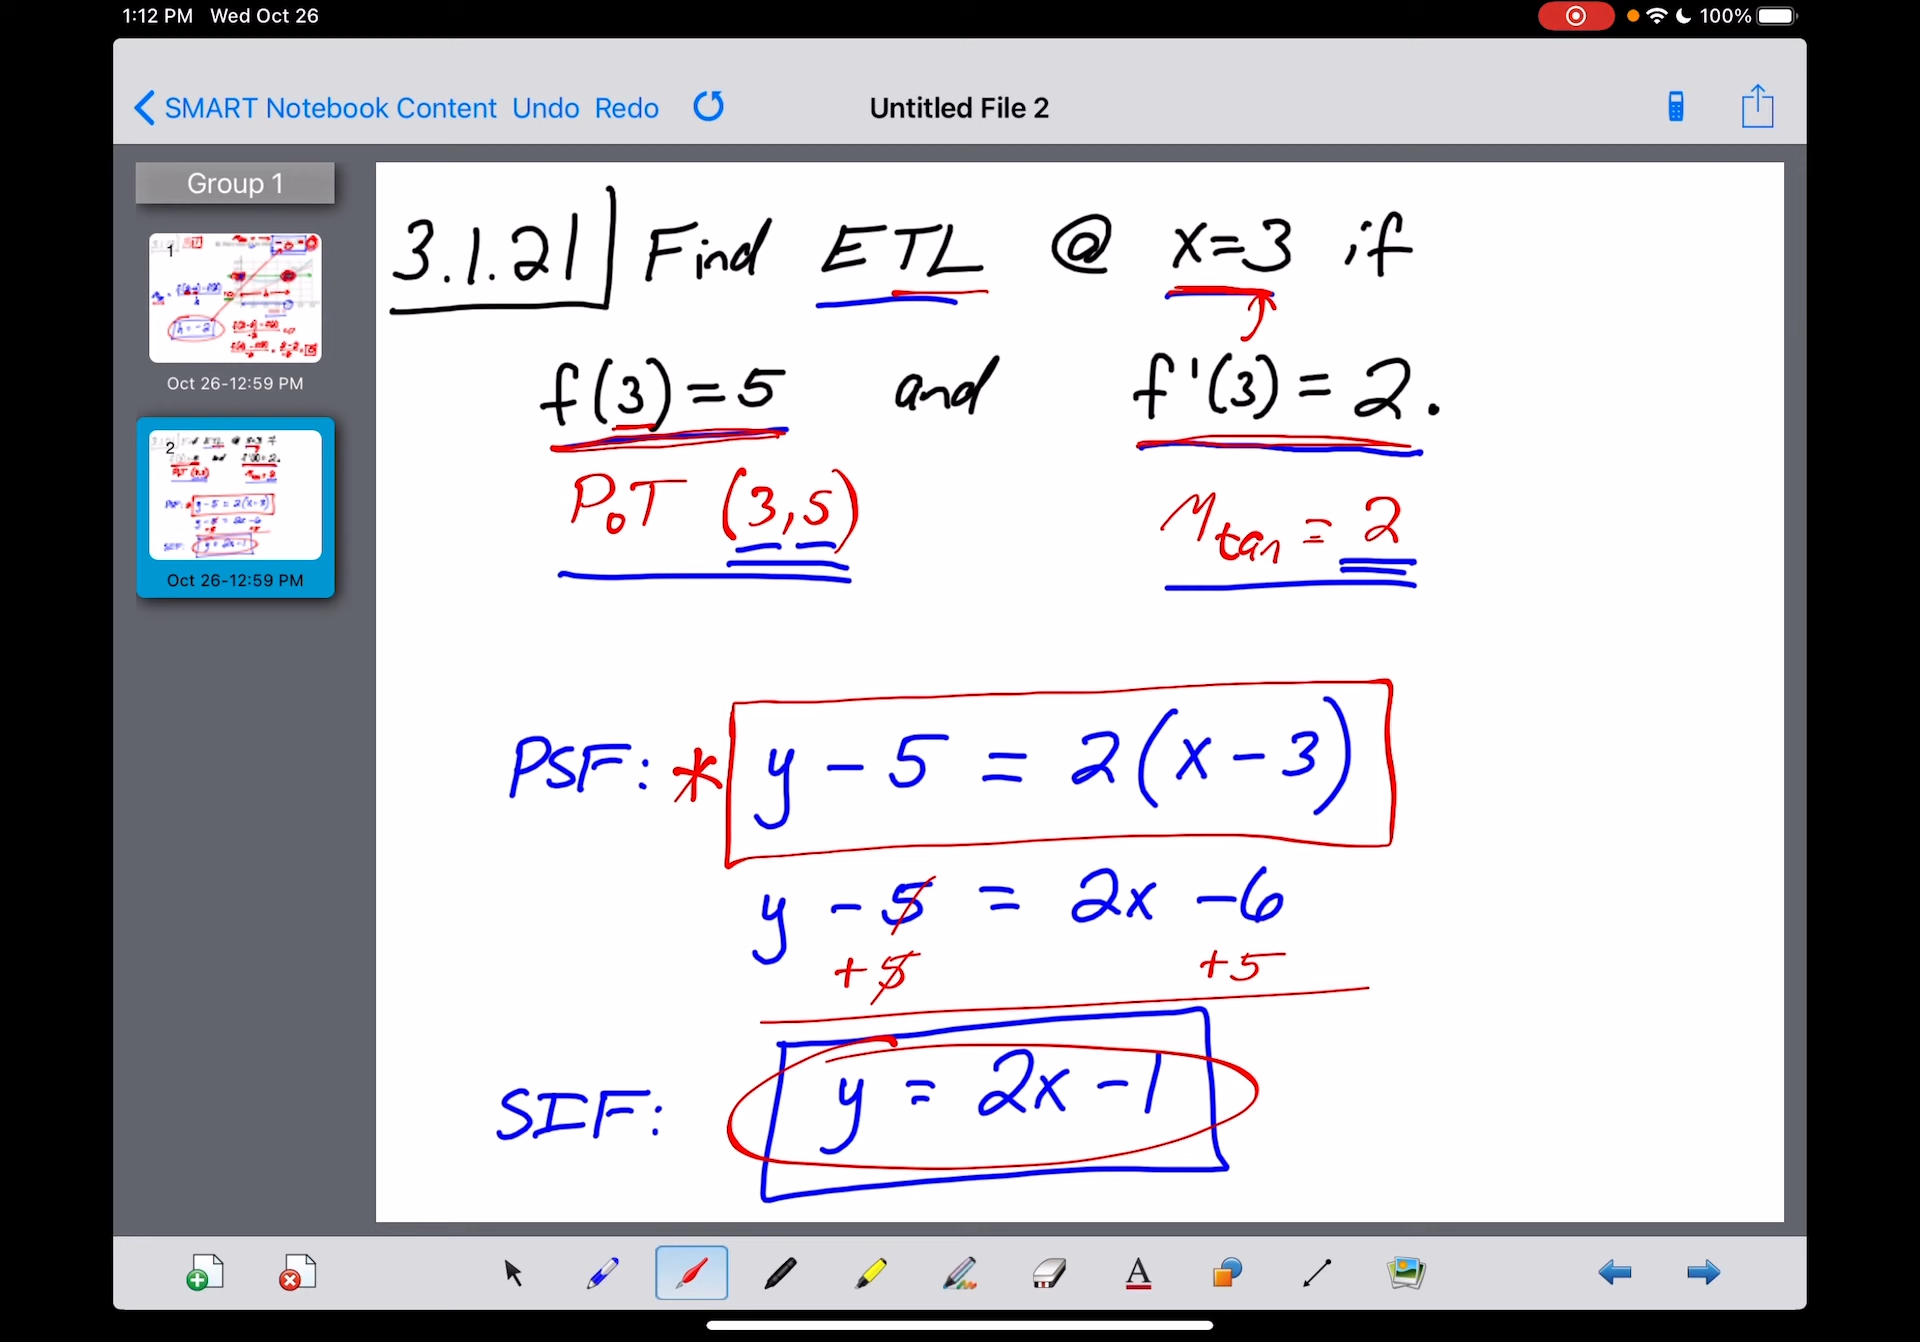 1:12 PM Wed Oct 26
100%
SMART Notebook Content Undo Redo
Untitled File 2
Group 1
1
Oct 26-12:59 PM
2
Oct 26-12:59 PM
3.1.21 Find ETL @ x=3 if
f(3)=5 and f'(3)=2.
PoT (3,5) Mtan = 2
PSF: * y - 5 = 2(x-3)
y - 5 = 2x - 6
+5 +5
SIF: y = 2x - 1
A